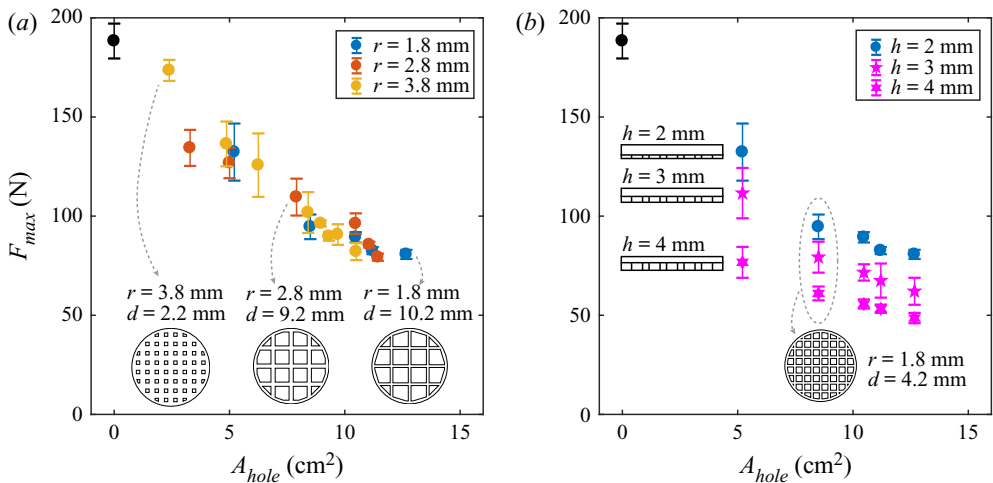 (a)
200
150
100
50
0
F_max (N)
r = 1.8 mm
r = 2.8 mm
r = 3.8 mm
r = 3.8 mm
d = 2.2 mm
r = 2.8 mm
d = 9.2 mm
r = 1.8 mm
d = 10.2 mm
0 5 10 15
A_hole (cm²)
(b)
200
150
100
50
0
h = 2 mm
h = 3 mm
h = 4 mm
h = 2 mm
h = 3 mm
h = 4 mm
r = 1.8 mm
d = 4.2 mm
0 5 10 15
A_hole (cm²)